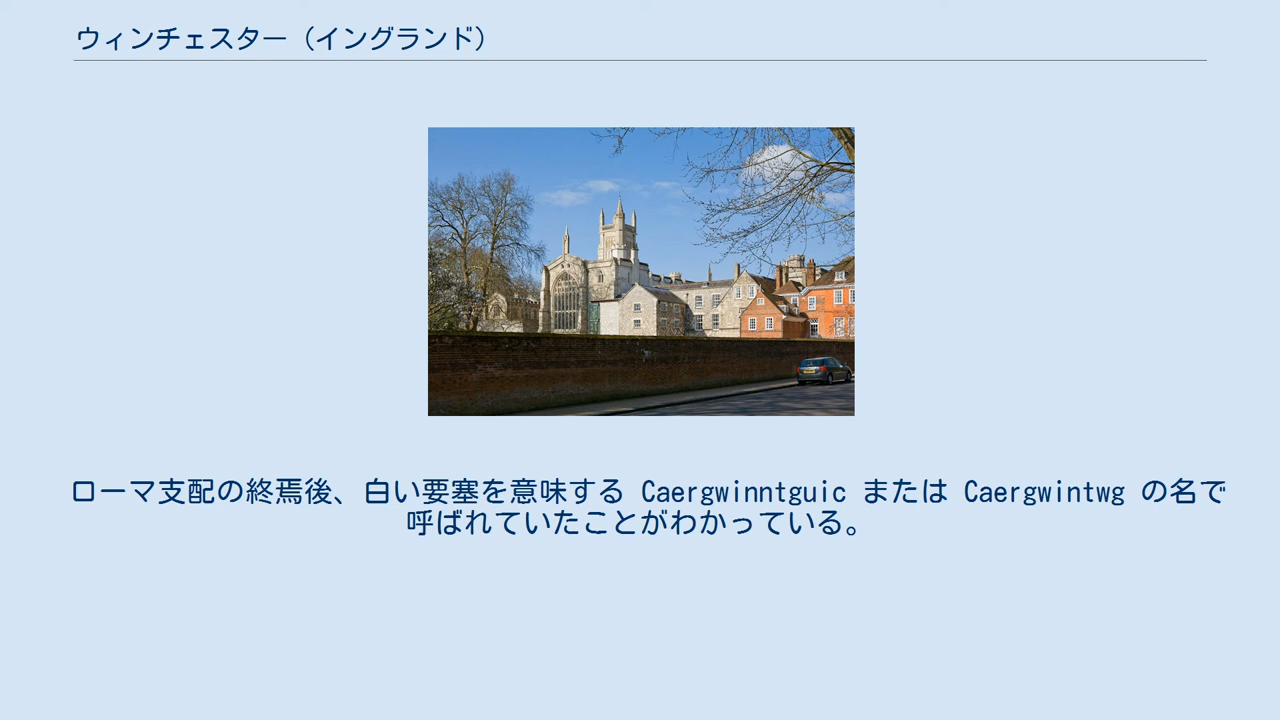 ウィンチェスター（イングランド）
ローマ支配の終焉後、白い要塞を意味する Caergwinntguic または Caergwintwg の名で
呼ばれていたことがわかっている。